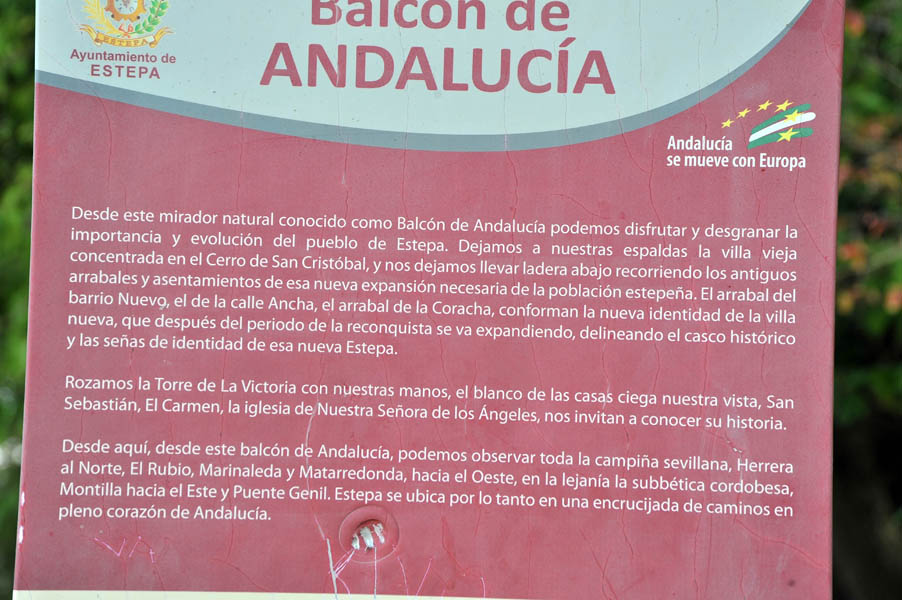 ESTEPA
Ayuntamiento de
ESTEPA
Balcón de
ANDALUCÍA
Andalucía
se mueve con Europa
Desde este mirador natural conocido como Balcón de Andalucía podemos disfrutar y desgranar la
importancia y evolución del pueblo de Estepa. Dejamos a nuestras espaldas la villa vieja
concentrada en el Cerro de San Cristóbal, y nos dejamos llevar ladera abajo recorriendo los antiguos
arrabales y asentamientos de esa nueva expansión necesaria de la población estepeña. El arrabal del
barrio Nuevo, el de la calle Ancha, el arrabal de la Coracha, conforman la nueva identidad de la villa
nueva, que después del periodo de la reconquista se va expandiendo, delineando el casco histórico
y las señas de identidad de esa nueva Estepa.
Rozamos la Torre de La Victoria con nuestras manos, el blanco de las casas ciega nuestra vista, San
Sebastián, El Carmen, la iglesia de Nuestra Señora de los Ángeles, nos invitan a conocer su historia.
Desde aquí, desde este balcón de Andalucía, podemos observar toda la campiña sevillana, Herrera
al Norte, El Rubio, Marinaleda y Matarredonda, hacia el Oeste, en la lejanía la subbética cordobesa,
Montilla hacia el Este y Puente Genil. Estepa se ubica por lo tanto en una encrucijada de caminos en
pleno corazón de Andalucía.